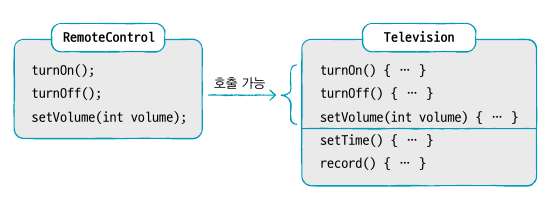 RemoteControl
turnOn();
turnOff();
setVolume(int volume);
호출 가능
Television
turnOn() { … }
turnOff() { … }
setVolume(int volume) { … }
setTime() { … }
record() { … }